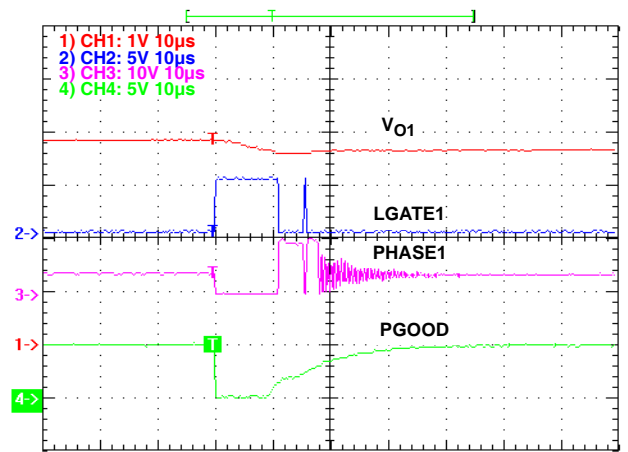 T
1) CH1: 1V 10µs
2) CH2: 5V 10µs
3) CH3: 10V 10µs
4) CH4: 5V 10µs
VO1
T
LGATE1
2->
T
PHASE1
T
3->
PGOOD
1->
T
4->